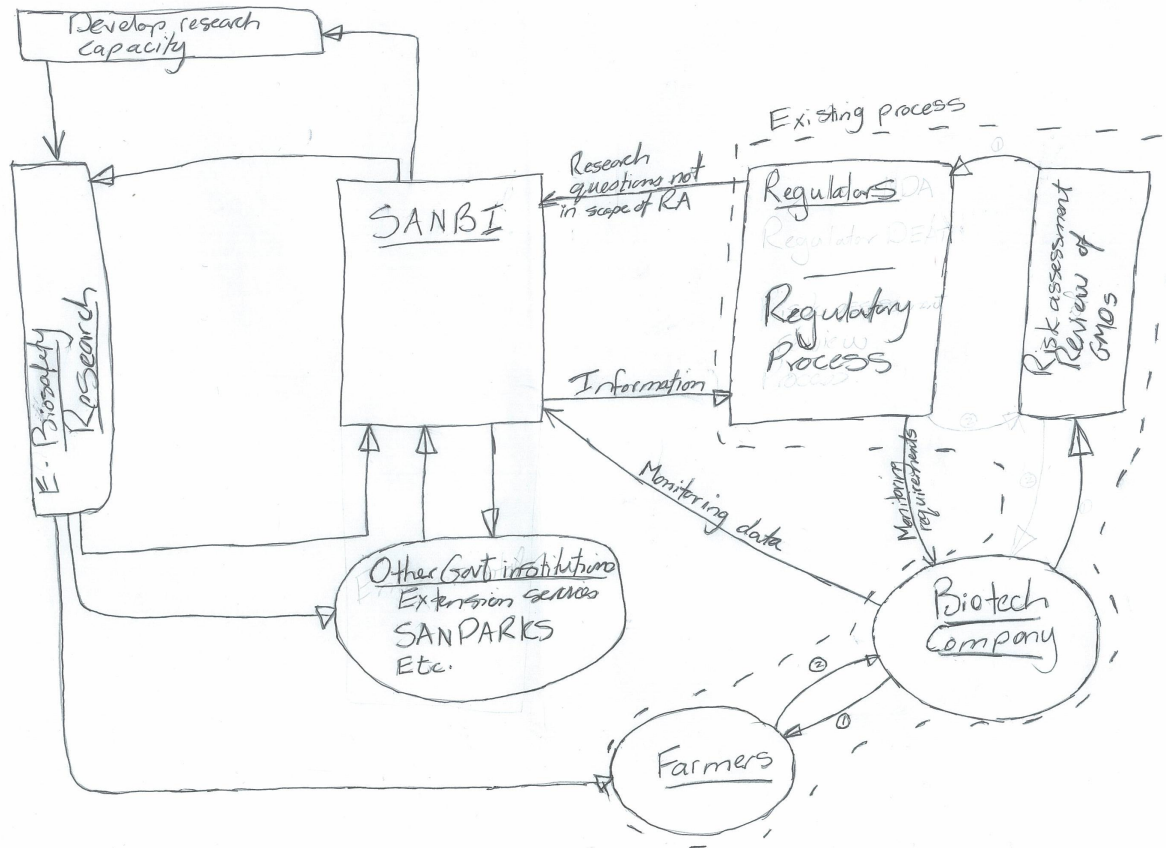 Develop research
capacity
Existing process
Research
questions not
in scope of RA
SANBI
Regulators
Regulatory
Process
Risk assessment
Review of
GMOs
E. Biosafety
Research
Information
Monitoring data
Monitoring
requirements
Other Govt institutions
Extension services
SANPARKS
Etc.
Biotech
Company
②
①
Farmers